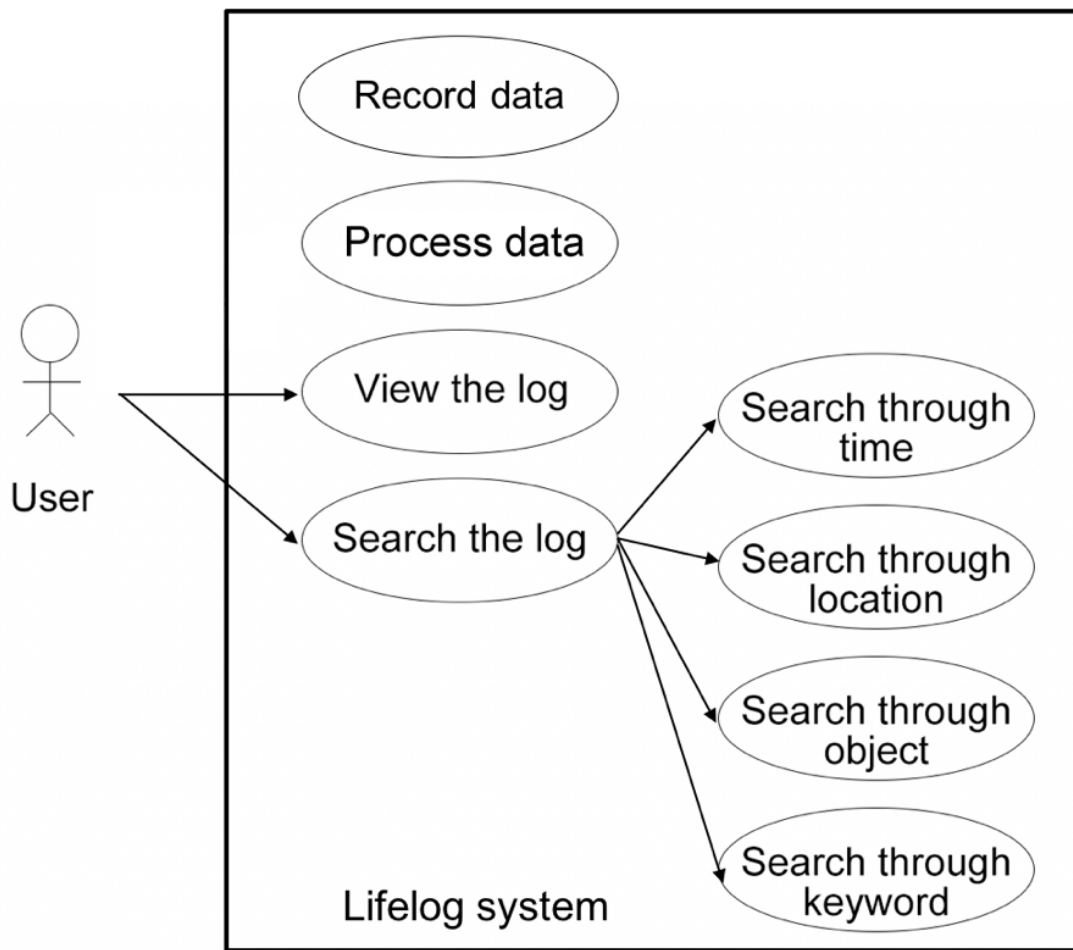 Record data
Process data
View the log
Search the log
User
Search through
time
Search through
location
Search through
object
Search through
keyword
Lifelog system